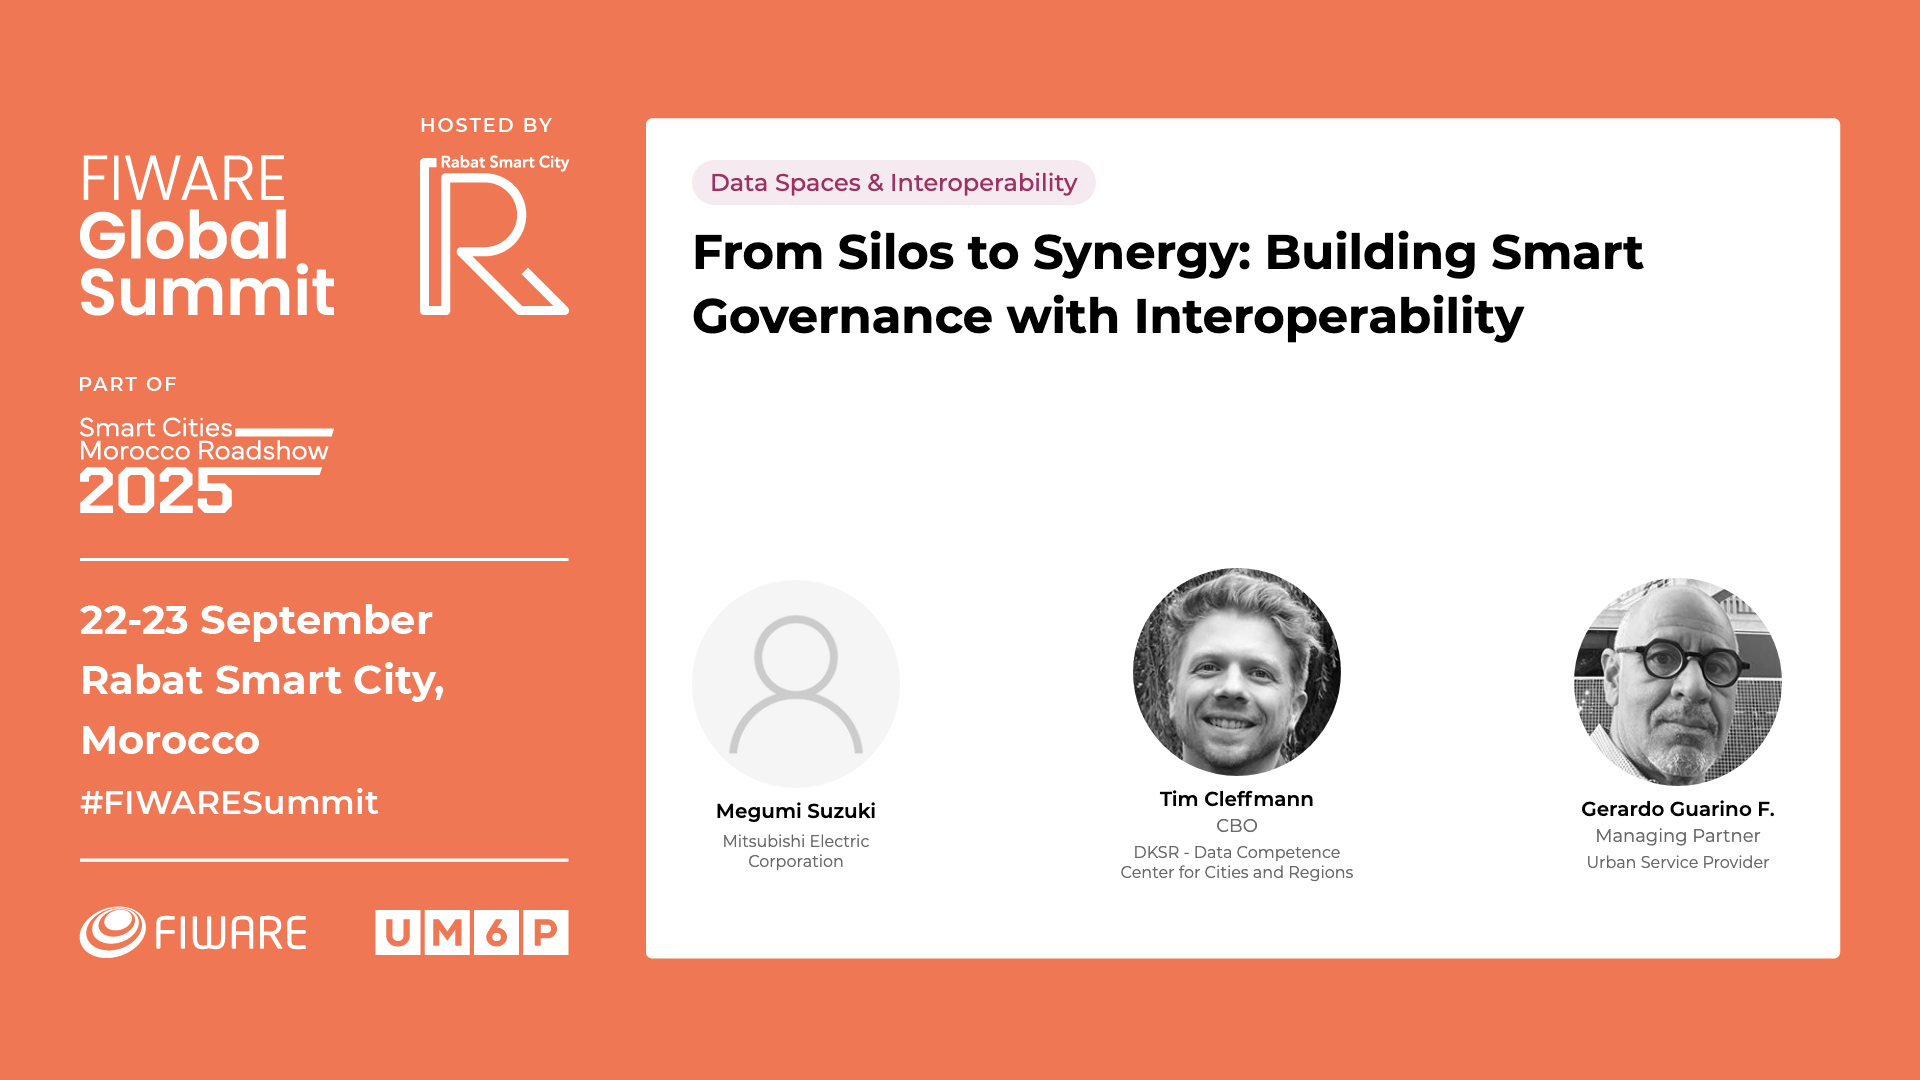 FIWARE
Global
Summit
HOSTED BY
Rabat Smart City
R
PART OF
Smart Cities
Morocco Roadshow
2025
22-23 September
Rabat Smart City,
Morocco
#FIWARESummit
FIWARE
UM6P
Data Spaces & Interoperability
From Silos to Synergy: Building Smart
Governance with Interoperability
Megumi Suzuki
Mitsubishi Electric
Corporation
Tim Cleffmann
CBO
DKSR - Data Competence
Center for Cities and Regions
Gerardo Guarino F.
Managing Partner
Urban Service Provider